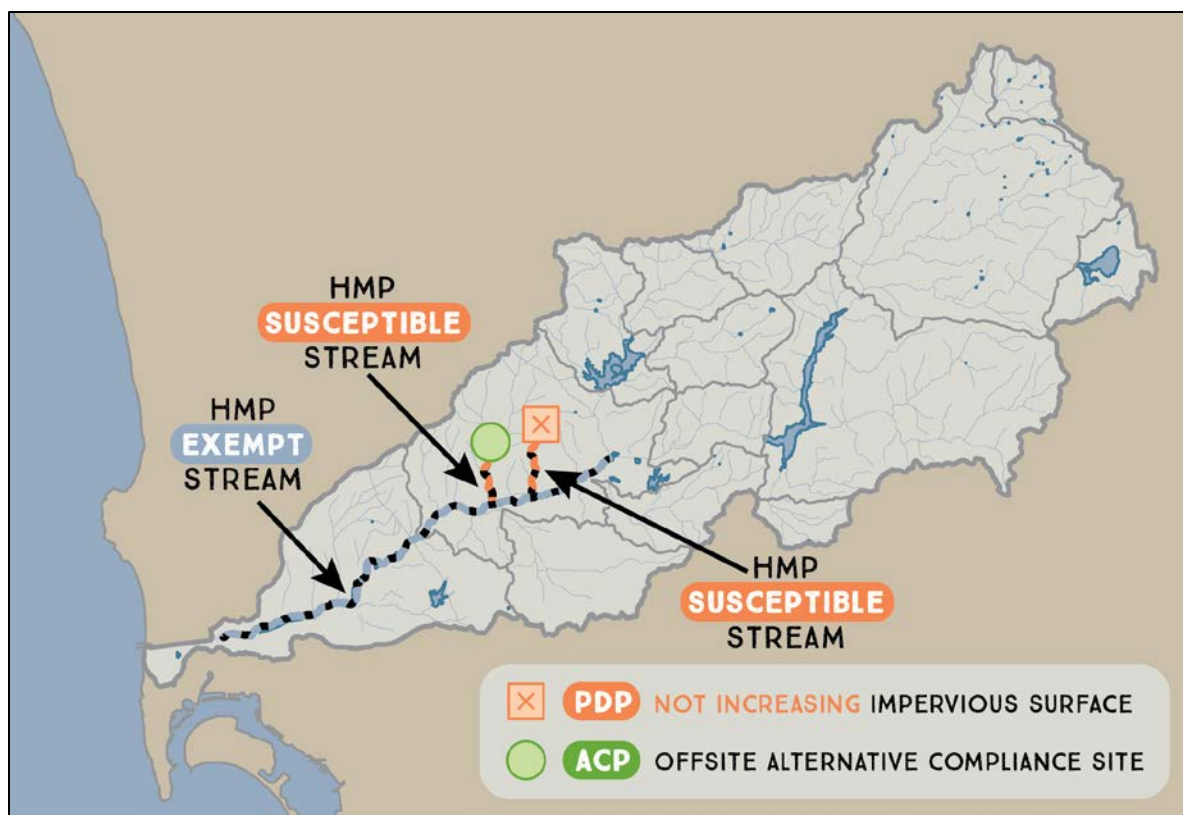 HMP
SUSCEPTIBLE
STREAM
HMP
EXEMPT
STREAM
HMP
SUSCEPTIBLE
STREAM
PDP NOT INCREASING IMPERVIOUS SURFACE
ACP OFFSITE ALTERNATIVE COMPLIANCE SITE